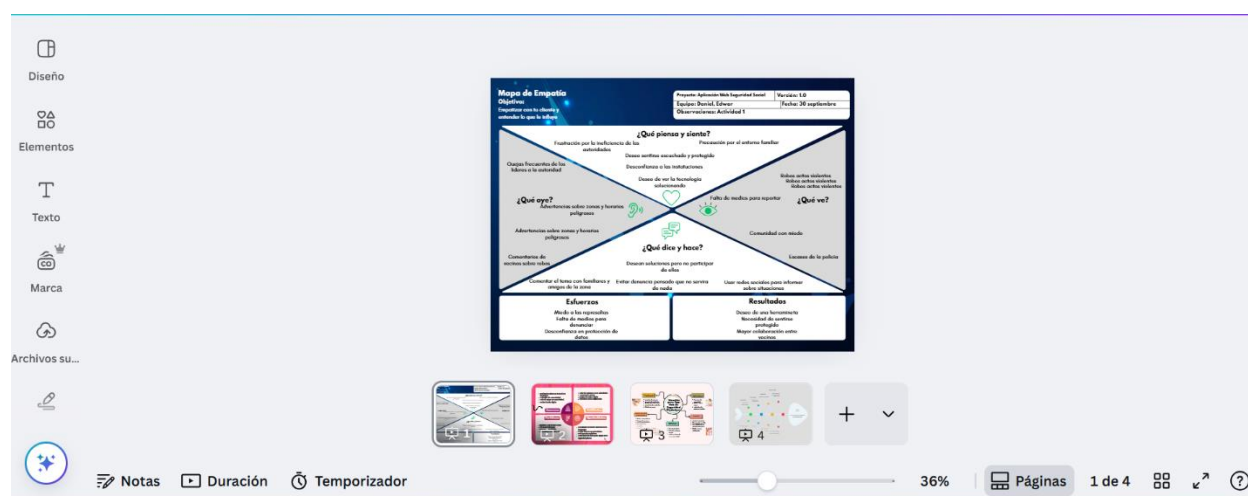 Diseño
Elementos
Texto
Marca
Archivos su...
Mapa de Empatía
Objetivo:
Empatizar con tu cliente y
entender lo que le influye
Proyecto: Aplicación Web Seguridad Social
Versión: 1.0
Equipo: Daniel, Edwar
Fecha: 30 septiembre
Observaciones: Actividad 1
¿Qué piensa y siente?
Frustración por la ineficiencia de las
autoridades
Preocusación por el entorno familiar
Desea sentirse escuchado y protegido
Desconfianza a las instituciones
Deseo de ver la tecnología
solucionando
Quejas frecuentes de los
líderes a la autoridad
¿Qué oye?
Advertencias sobre zonas y horarios
peligrosos
Advertencias sobre zonas y horarios
peligrosos
Comentarios de
vecinos sobre robos
Robos actos violentos
Robos actos violentos
Robos actos violentos
Falta de medios para reportar
¿Qué ve?
Comunidad con miedo
Escasos de la policía
¿Qué dice y hace?
Desean soluciones pero no participar
de ellas
Comentar el tema con familiares y
amigos de la zona
Evitar denuncia pensado que no servira
de nada
Usar redes sociales para informar
sobre situaciones
Esfuerzos
Miedo a las represalias
Falta de medios para
denunciar
Desconfianza en protección de
datos
Resultados
Deseo de una herramineta
Necesidad de sentirse
protegido
Mayor colaboración entre
vecinos
1
2
3
4
Notas
Duración
Temporizador
36%
Páginas
1 de 4